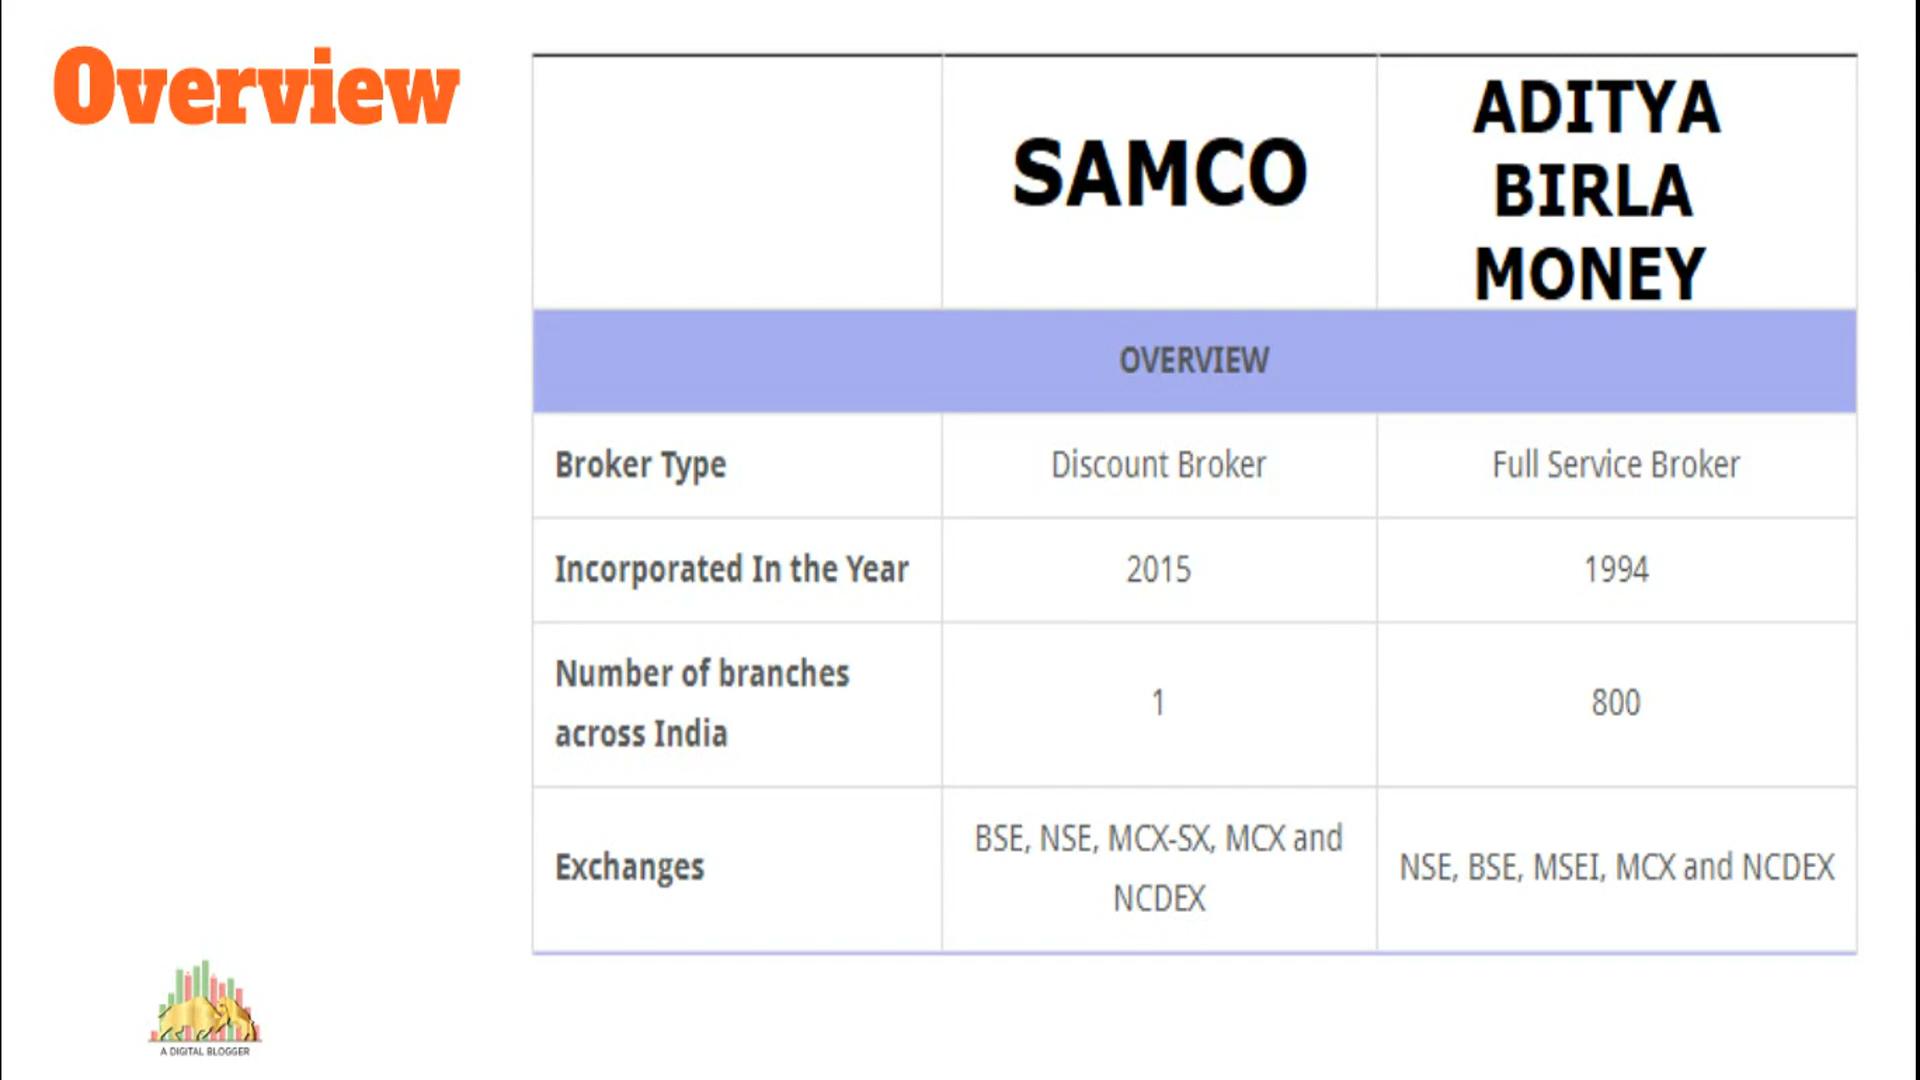 Overview
SAMCO
ADITYA
BIRLA
MONEY
OVERVIEW
Broker Type
Discount Broker
Full Service Broker
Incorporated In the Year
2015
1994
Number of branches
across India
1
800
Exchanges
BSE, NSE, MCX-SX, MCX and
NCDEX
NSE, BSE, MSEI, MCX and NCDEX
A DIGITAL BLOGGER